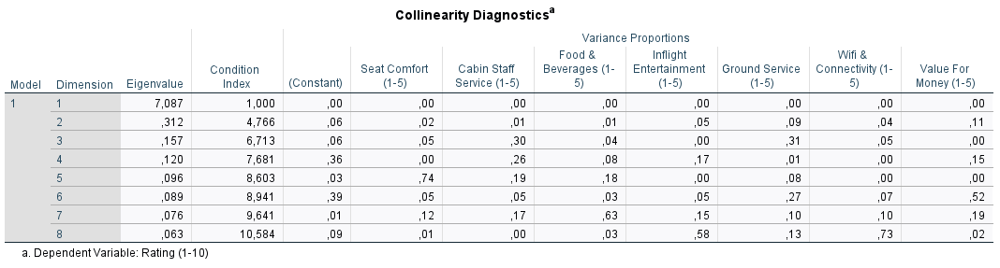 Collinearity Diagnosticsa
Variance Proportions
Model Dimension Eigenvalue Condition Index (Constant) Seat Comfort (1-5) Cabin Staff Service (1-5) Food & Beverages (1-5) Inflight Entertainment (1-5) Ground Service (1-5) Wifi & Connectivity (1-5) Value For Money (1-5)
1 1 7,087 1,000 ,00 ,00 ,00 ,00 ,00 ,00 ,00 ,00
2 ,312 4,766 ,06 ,02 ,01 ,01 ,05 ,09 ,04 ,11
3 ,157 6,713 ,06 ,05 ,30 ,04 ,00 ,31 ,05 ,00
4 ,120 7,681 ,36 ,00 ,26 ,08 ,17 ,01 ,00 ,15
5 ,096 8,603 ,03 ,74 ,19 ,18 ,00 ,08 ,00 ,00
6 ,089 8,941 ,39 ,05 ,05 ,03 ,05 ,27 ,07 ,52
7 ,076 9,641 ,01 ,12 ,17 ,63 ,15 ,10 ,10 ,19
8 ,063 10,584 ,09 ,01 ,00 ,03 ,58 ,13 ,73 ,02
a. Dependent Variable: Rating (1-10)